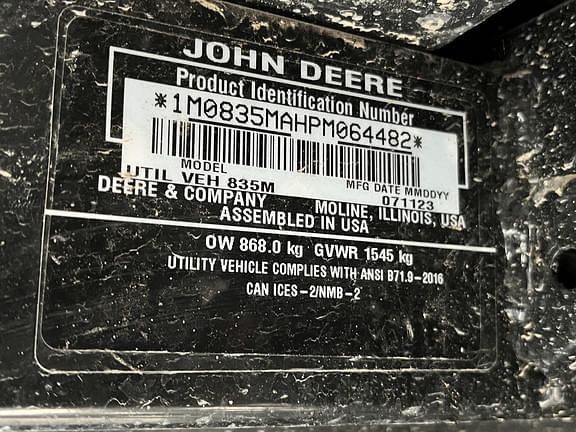 JOHN DEERE
Product Identification Number
*1M0835MAHPM064482*
MODEL MFG DATE MMDDYY
UTIL VEH 835M 071123
DEERE & COMPANY MOLINE, ILLINOIS, USA
ASSEMBLED IN USA
OW 868.0 kg GVWR 1545 kg
UTILITY VEHICLE COMPLIES WITH ANSI B71.9-2016
CAN ICES-2/NMB-2